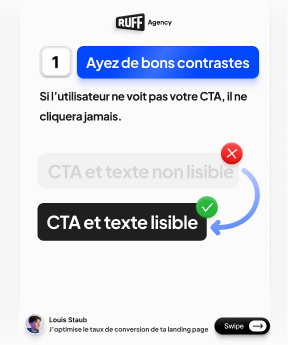 RUFF Agency
1 Ayez de bons contrastes
Si l'utilisateur ne voit pas votre CTA, il ne
cliquera jamais.
CTA et texte non lisible
CTA et texte lisible
Louis Staub
J'optimise le taux de conversion de ta landing page
Swipe